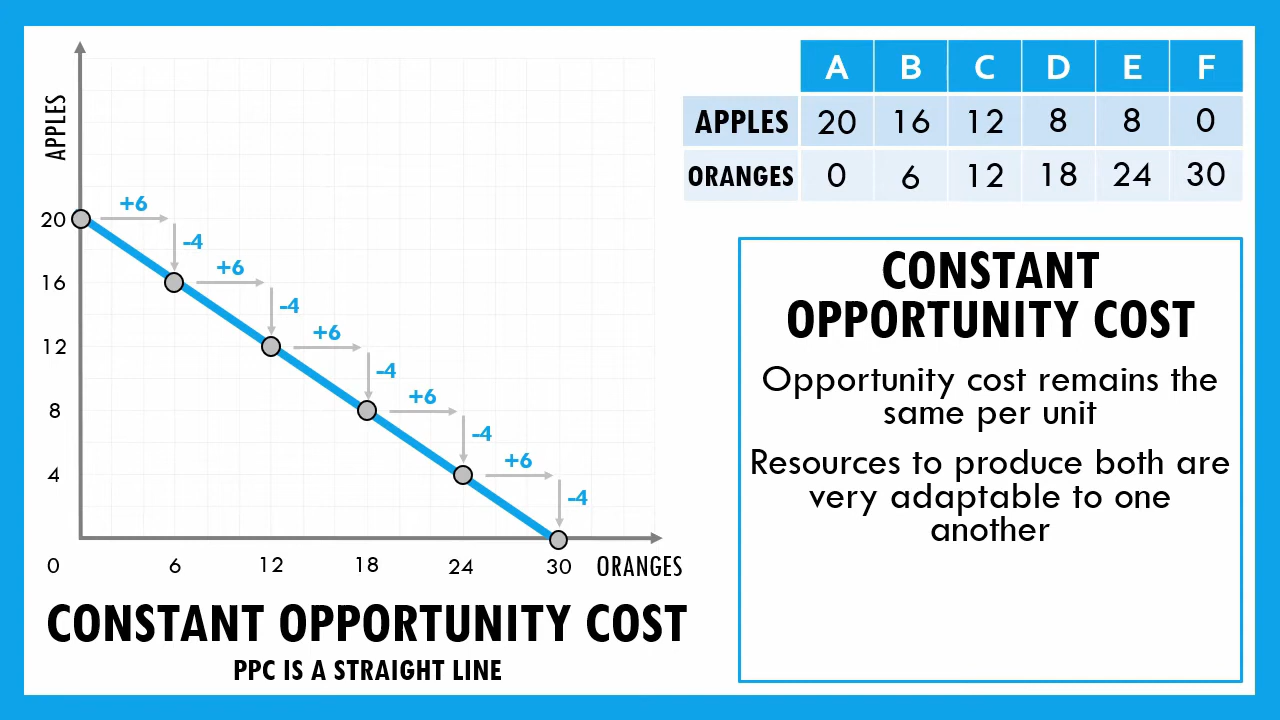 APPLES
20
16
12
8
4
0
+6
-4
+6
-4
+6
-4
+6
-4
+6
-4
6 12 18 24 30 ORANGES
CONSTANT OPPORTUNITY COST
PPC IS A STRAIGHT LINE
A B C D E F
APPLES 20 16 12 8 8 0
ORANGES 0 6 12 18 24 30
CONSTANT
OPPORTUNITY COST
Opportunity cost remains the
same per unit
Resources to produce both are
very adaptable to one
another